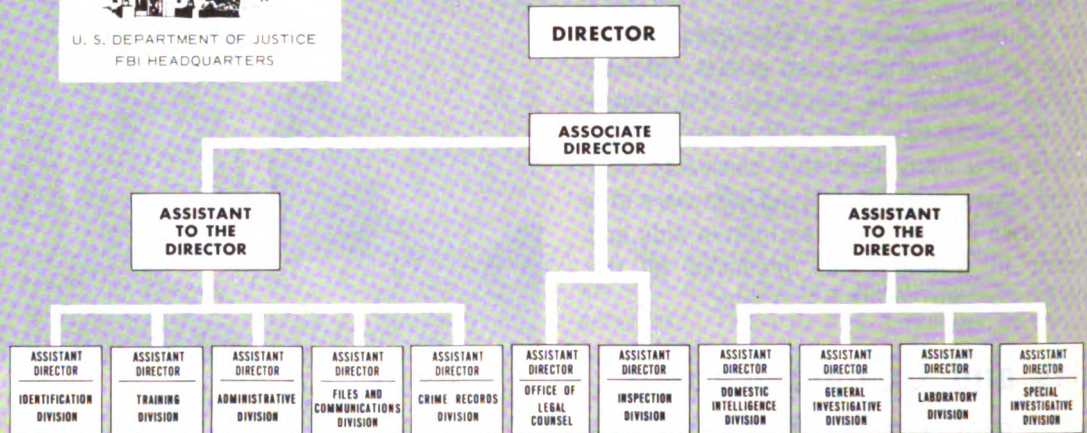 U. S. DEPARTMENT OF JUSTICE
FBI HEADQUARTERS
DIRECTOR
ASSOCIATE
DIRECTOR
ASSISTANT
TO THE
DIRECTOR
ASSISTANT
TO THE
DIRECTOR
ASSISTANT
DIRECTOR
IDENTIFICATION
DIVISION
ASSISTANT
DIRECTOR
TRAINING
DIVISION
ASSISTANT
DIRECTOR
ADMINISTRATIVE
DIVISION
ASSISTANT
DIRECTOR
FILES AND
COMMUNICATIONS
DIVISION
ASSISTANT
DIRECTOR
CRIME RECORDS
DIVISION
ASSISTANT
DIRECTOR
OFFICE OF
LEGAL
COUNSEL
ASSISTANT
DIRECTOR
INSPECTION
DIVISION
ASSISTANT
DIRECTOR
DOMESTIC
INTELLIGENCE
DIVISION
ASSISTANT
DIRECTOR
GENERAL
INVESTIGATIVE
DIVISION
ASSISTANT
DIRECTOR
LABORATORY
DIVISION
ASSISTANT
DIRECTOR
SPECIAL
INVESTIGATIVE
DIVISION